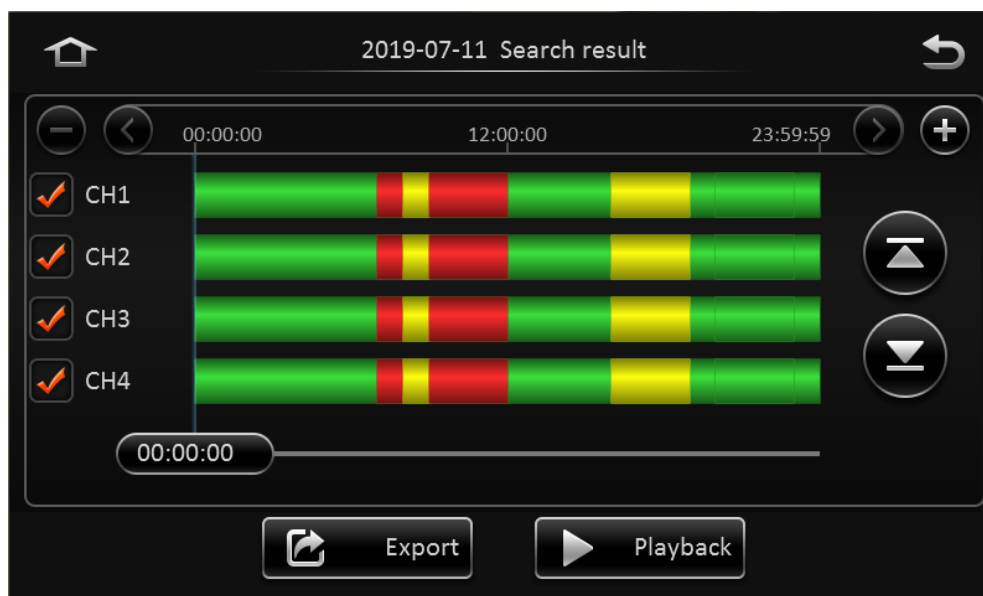 2019-07-11 Search result
00:00:00 12:00:00 23:59:59
CH1
CH2
CH3
CH4
00:00:00
Export Playback